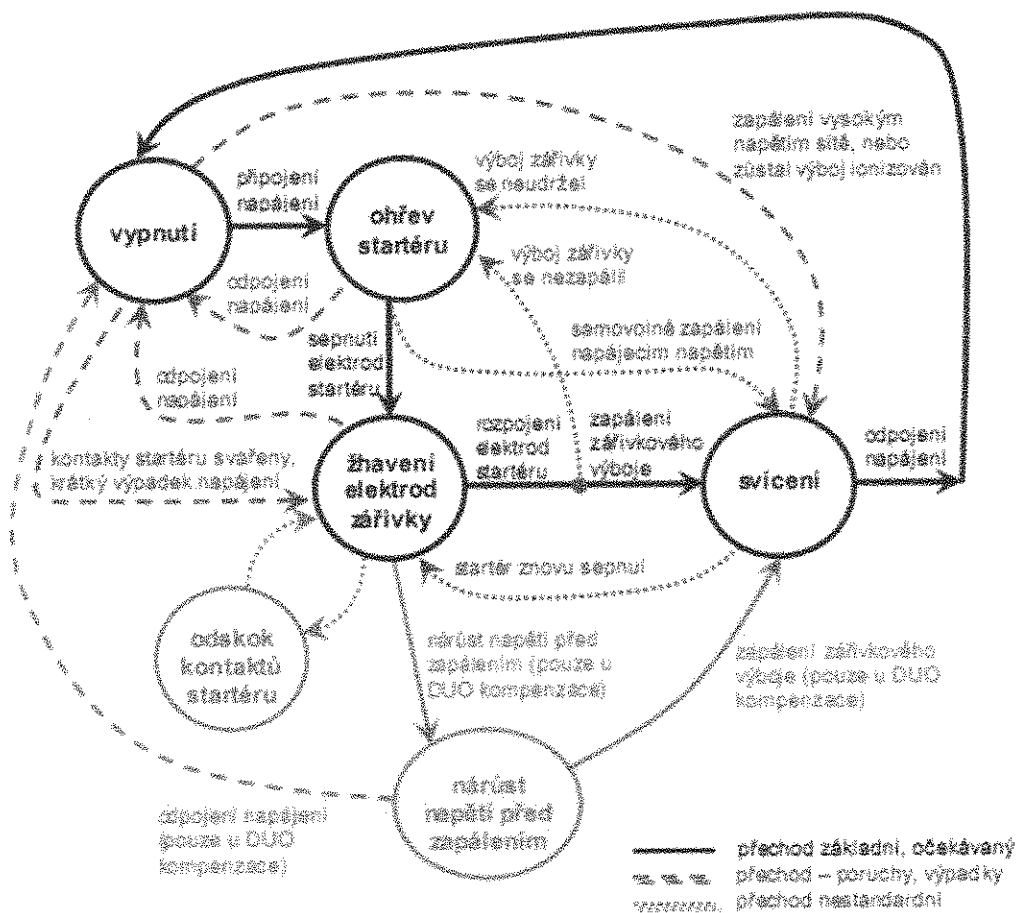 zapálení vysokým
napětím sítě, nebo
zůstal výboj ionizován
výboj zářivky
se neudržel
připojení
napájení
vypnutí
ohřev
startéru
výboj zářivky
se nezapálil
odpojení
napájení
sepnutí
elektrod
startéru
samovolné zapálení
napájecím napětím
odpojení
napájení
rozpojení
elektrod
startéru
zapálení
zářivkového
výboje
odpojení
napájení
kontakty startéru svářeny,
krátký výpadek napájení
žhavení
elektrod
zářivky
svícení
startér znovu sepnul
odskok
kontaktů
startéru
nárůst napětí před
zapálením (pouze u
DUO kompenzace)
zapálení zářivkového
výboje (pouze u DUO
kompenzace)
nárůst
napětí před
zapálením
odpojení napájení
(pouze u DUO
kompenzace)
přechod základní, očekávaný
přechod – poruchy, výpadky
přechod nestandardní